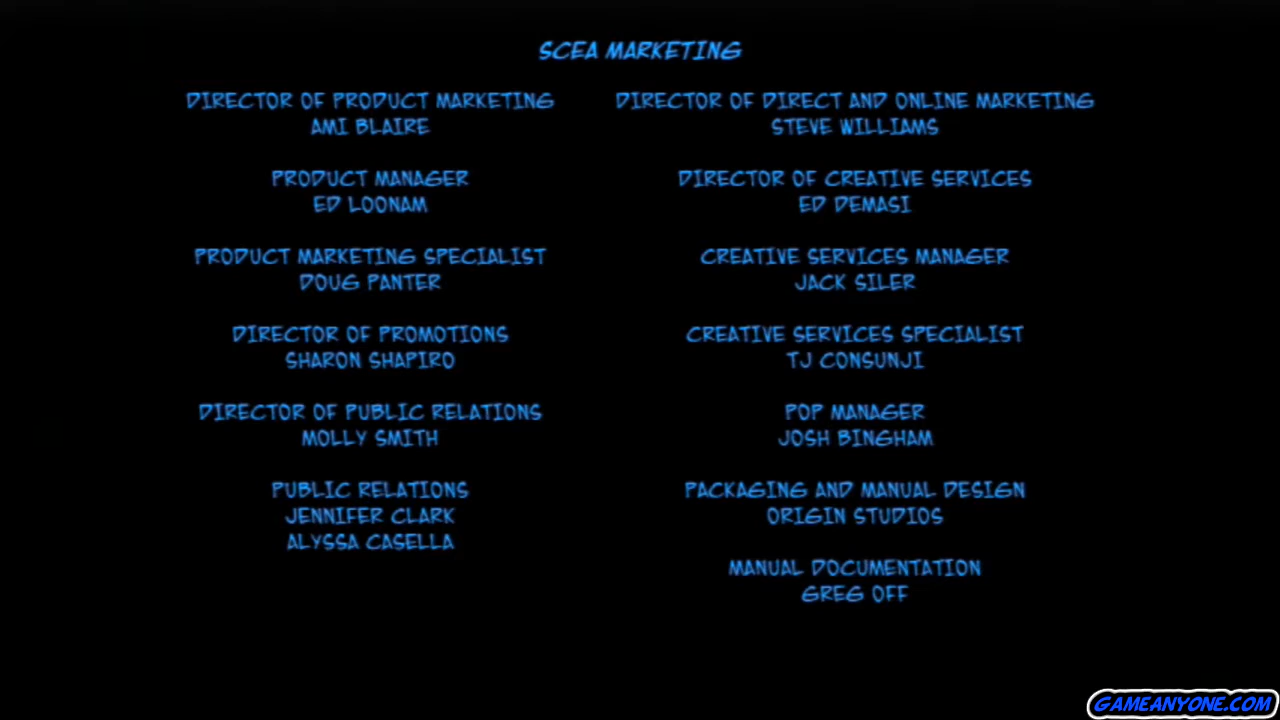 SCEA MARKETING
DIRECTOR OF PRODUCT MARKETING
AMI BLAIRE
PRODUCT MANAGER
ED LOONAM
PRODUCT MARKETING SPECIALIST
DOUG PANTER
DIRECTOR OF PROMOTIONS
SHARON SHAPIRO
DIRECTOR OF PUBLIC RELATIONS
MOLLY SMITH
PUBLIC RELATIONS
JENNIFER CLARK
ALYSSA CASELLA
DIRECTOR OF DIRECT AND ONLINE MARKETING
STEVE WILLIAMS
DIRECTOR OF CREATIVE SERVICES
ED DEMASI
CREATIVE SERVICES MANAGER
JACK SILER
CREATIVE SERVICES SPECIALIST
TJ CONSUNJI
POP MANAGER
JOSH BINGHAM
PACKAGING AND MANUAL DESIGN
ORIGIN STUDIOS
MANUAL DOCUMENTATION
GREG OFF
GAMEANYONE.COM